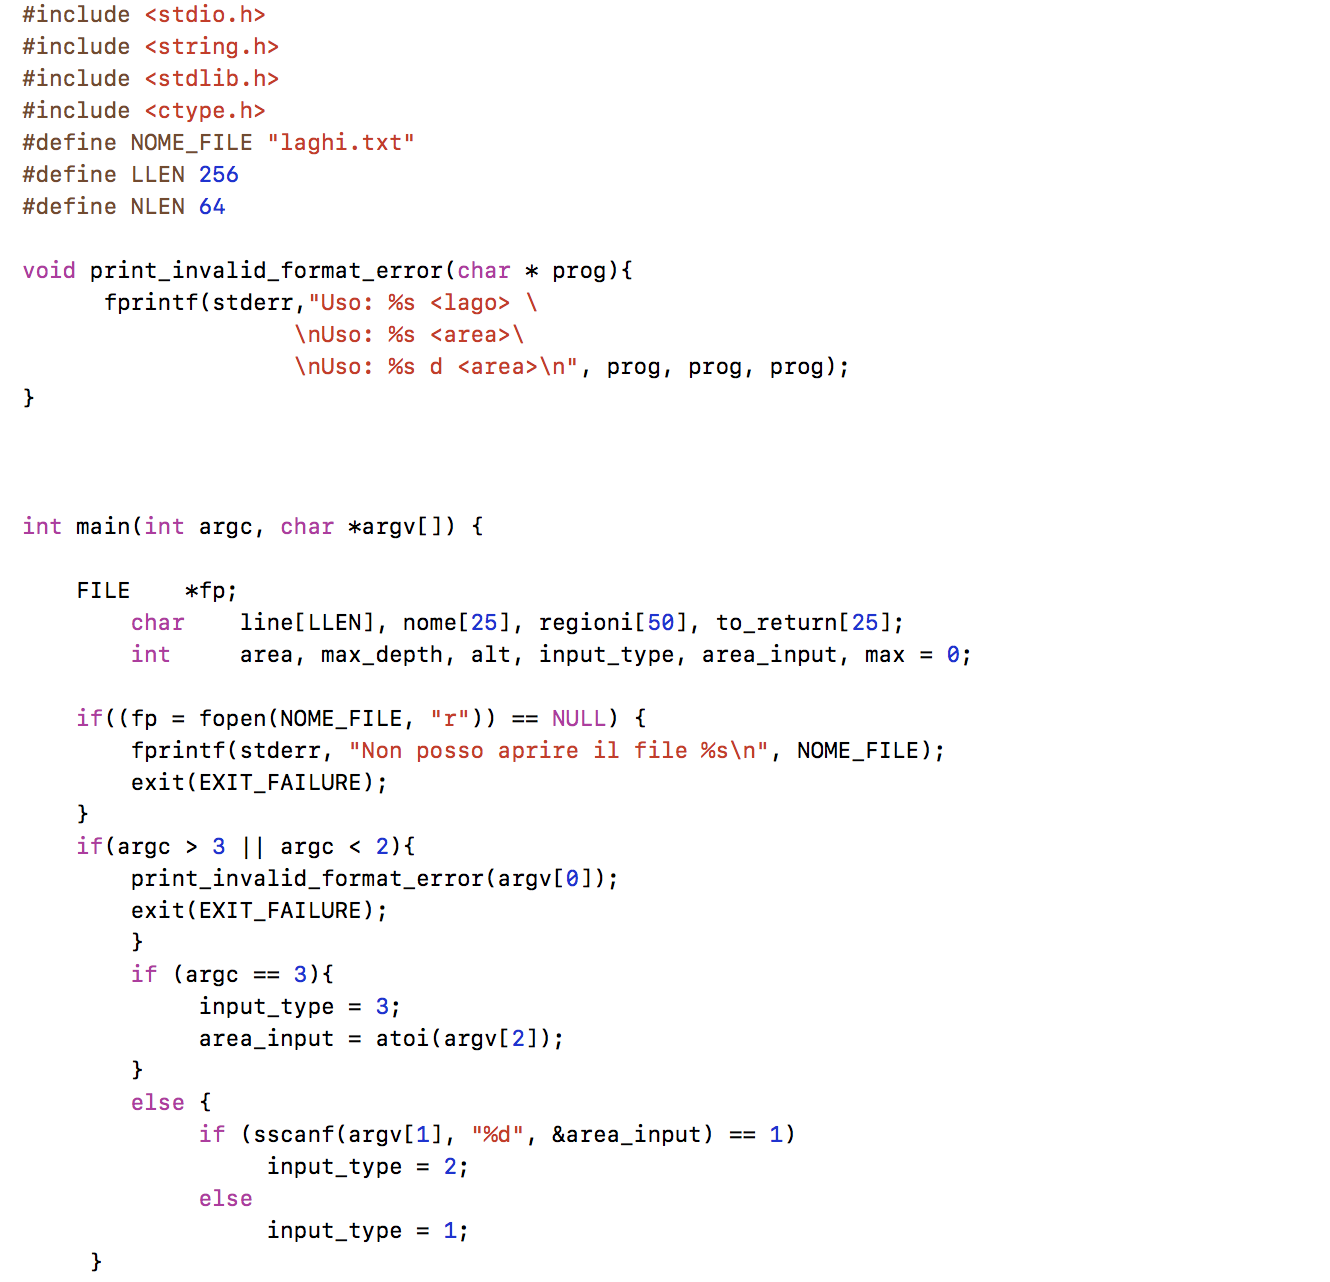 #include <stdio.h>
#include <string.h>
#include <stdlib.h>
#include <ctype.h>
#define NOME_FILE "laghi.txt"
#define LLEN 256
#define NLEN 64

void print_invalid_format_error(char * prog){
      fprintf(stderr,"Uso: %s <lago> \
                    \nUso: %s <area>\
                    \nUso: %s d <area>\n", prog, prog, prog);
}

int main(int argc, char *argv[]) {

    FILE    *fp;
        char    line[LLEN], nome[25], regioni[50], to_return[25];
        int     area, max_depth, alt, input_type, area_input, max = 0;

    if((fp = fopen(NOME_FILE, "r")) == NULL) {
        fprintf(stderr, "Non posso aprire il file %s\n", NOME_FILE);
        exit(EXIT_FAILURE);
    }
    if(argc > 3 || argc < 2){
        print_invalid_format_error(argv[0]);
        exit(EXIT_FAILURE);
        }
        if (argc == 3){
             input_type = 3;
             area_input = atoi(argv[2]);
        }
        else {
             if (sscanf(argv[1], "%d", &area_input) == 1)
                  input_type = 2;
             else
                  input_type = 1;
     }